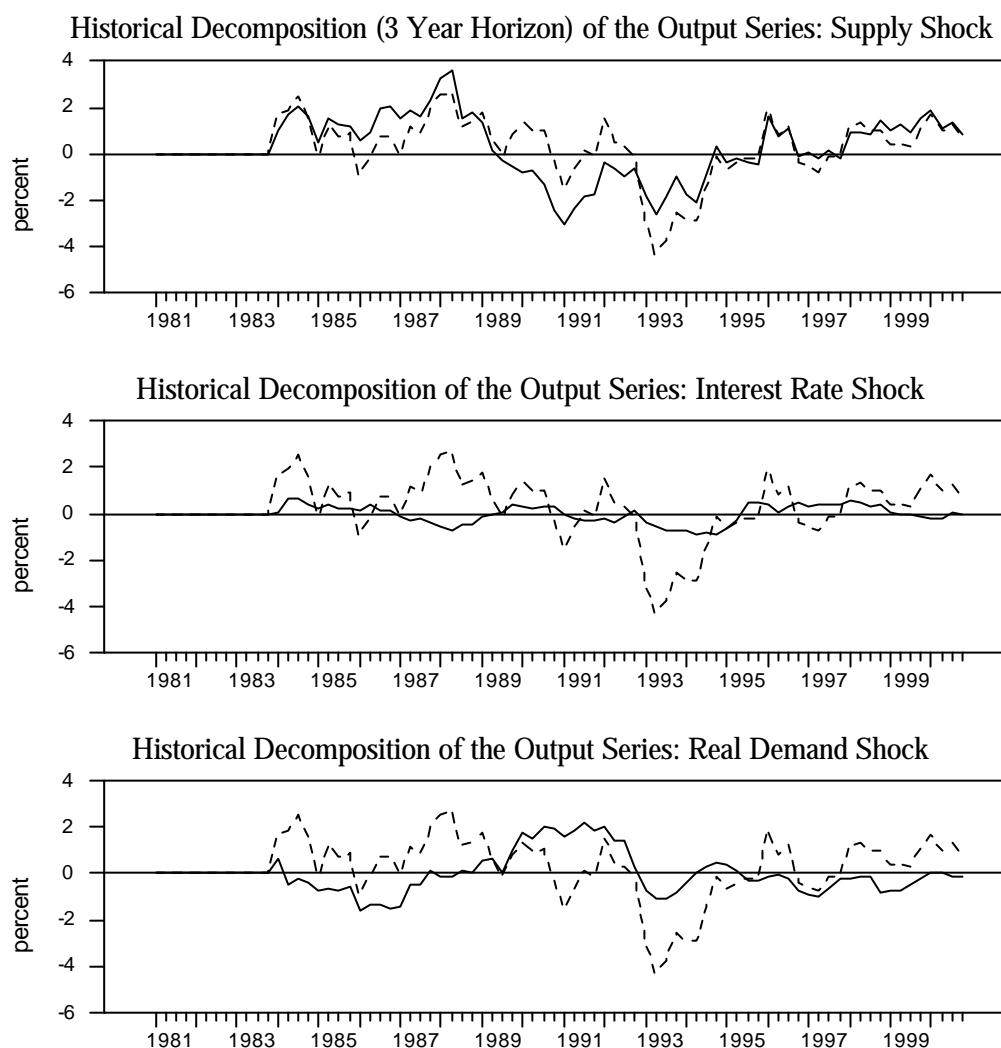 Historical Decomposition (3 Year Horizon) of the Output Series: Supply Shock
4
2
0
-2
-4
-6
percent
1981 1983 1985 1987 1989 1991 1993 1995 1997 1999
Historical Decomposition of the Output Series: Interest Rate Shock
4
2
0
-2
-4
-6
percent
1981 1983 1985 1987 1989 1991 1993 1995 1997 1999
Historical Decomposition of the Output Series: Real Demand Shock
4
2
0
-2
-4
-6
percent
1981 1983 1985 1987 1989 1991 1993 1995 1997 1999